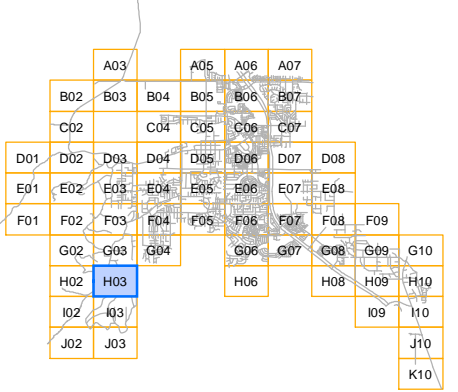 A03 A05 A06 A07
B02 B03 B04 B05 B06 B07
C02 C04 C05 C06 C07
D01 D02 D03 D04 D05 D06 D07 D08
E01 E02 E03 E04 E05 E06 E07 E08
F01 F02 F03 F04 F05 F06 F07 F08 F09
G02 G03 G04 G06 G07 G08 G09 G10
H02 H03 H06 H08 H09 H10
I02 I03 I09 I10
J02 J03 J10
K10